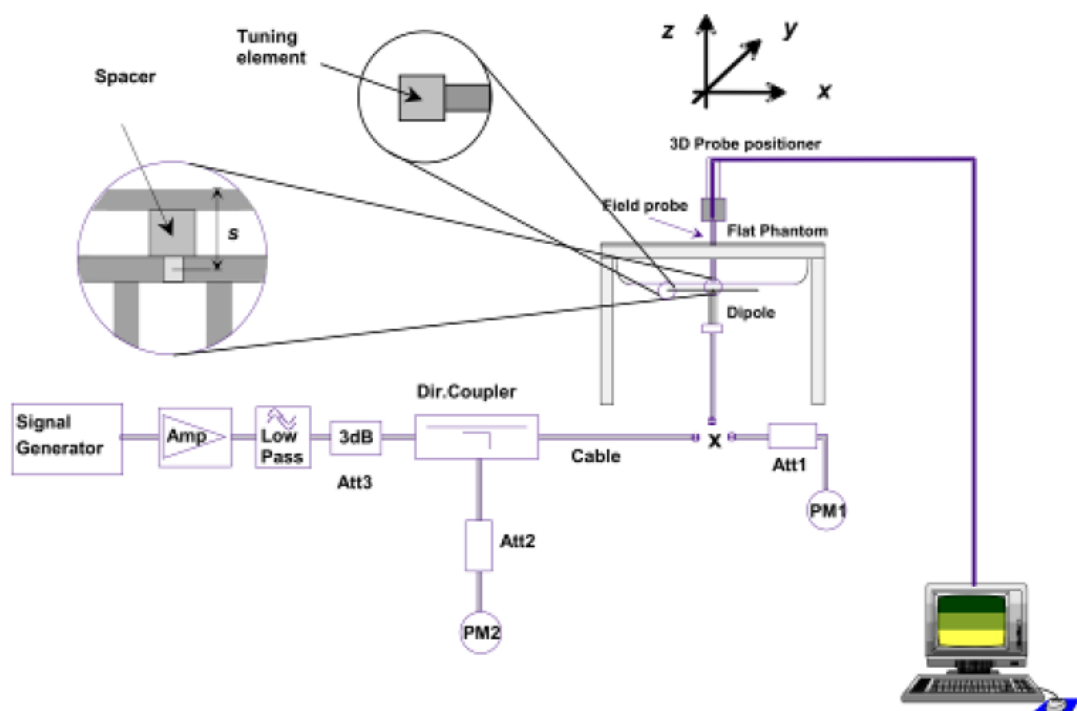 Tuning
element
Spacer
s
z
y
x
3D Probe positioner
Field probe
Flat Phantom
Dipole
Dir.Coupler
Signal
Generator
Amp
Low
Pass
3dB
Att3
Cable
x
Att1
PM1
Att2
PM2